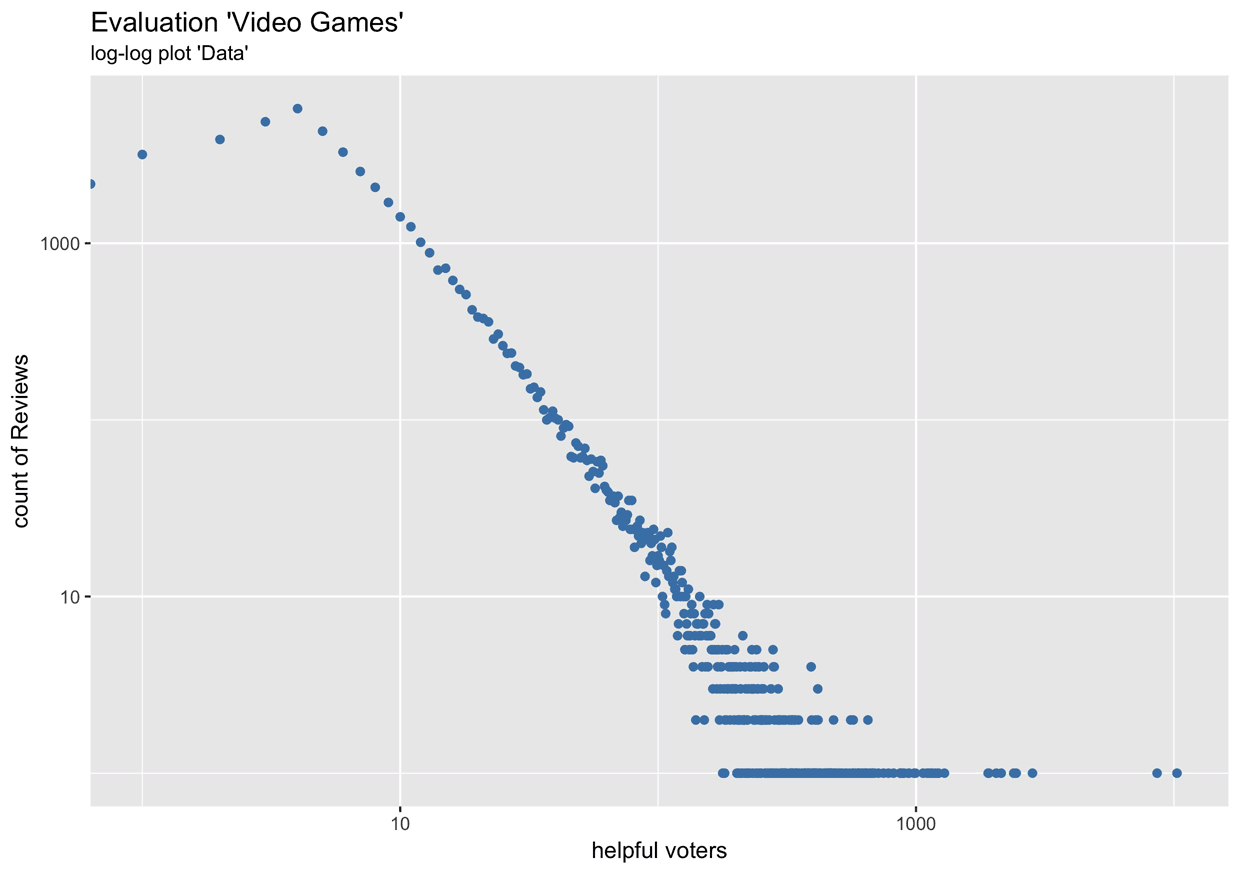 Evaluation 'Video Games'
log-log plot 'Data'
1000
count of Reviews
10
10
1000
helpful voters